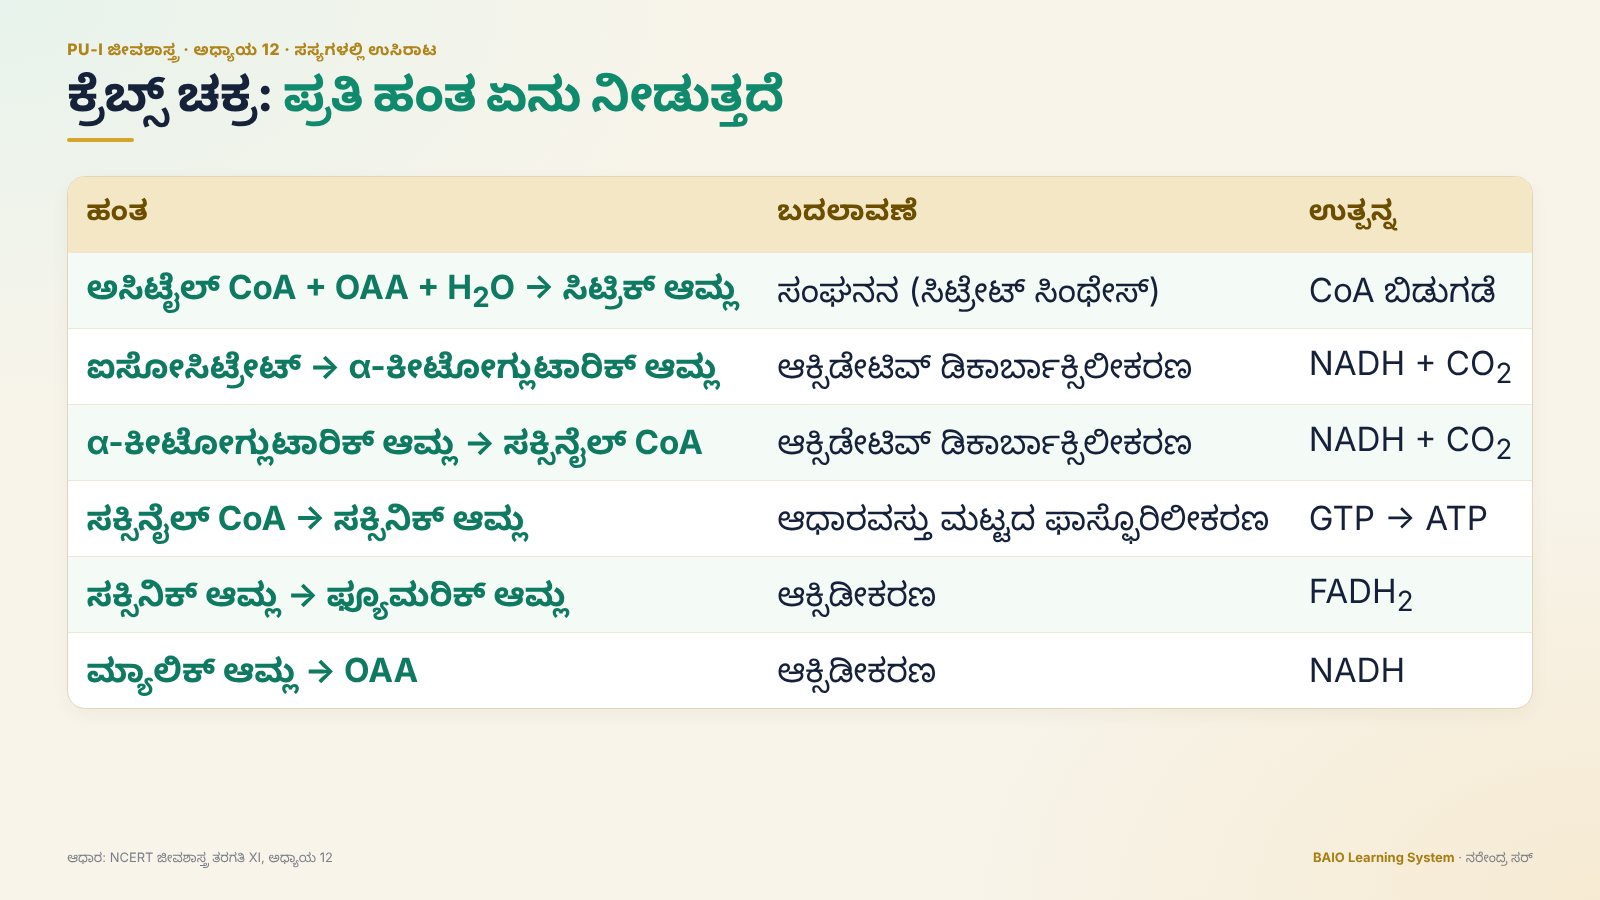 PU-I ಜೀವಶಾಸ್ತ್ರ · ಅಧ್ಯಾಯ 12 · ಸಸ್ಯಗಳಲ್ಲಿ ಉಸಿರಾಟ
ಕ್ರೆಬ್ಸ್ ಚಕ್ರ: ಪ್ರತಿ ಹಂತ ಏನು ನೀಡುತ್ತದೆ
ಹಂತ ಬದಲಾವಣೆ ಉತ್ಪನ್ನ
ಅಸಿಟೈಲ್ CoA + OAA + H₂O → ಸಿಟ್ರಿಕ್ ಆಮ್ಲ ಸಂಘನನ (ಸಿಟ್ರೇಟ್ ಸಿಂಥೇಸ್) CoA ಬಿಡುಗಡೆ
ಐಸೋಸಿಟ್ರೇಟ್ → α-ಕೀಟೋಗ್ಲುಟಾರಿಕ್ ಆಮ್ಲ ಆಕ್ಸಿಡೇಟಿವ್ ಡಿಕಾರ್ಬಾಕ್ಸಿಲೀಕರಣ NADH + CO₂
α-ಕೀಟೋಗ್ಲುಟಾರಿಕ್ ಆಮ್ಲ → ಸಕ್ಸಿನೈಲ್ CoA ಆಕ್ಸಿಡೇಟಿವ್ ಡಿಕಾರ್ಬಾಕ್ಸಿಲೀಕರಣ NADH + CO₂
ಸಕ್ಸಿನೈಲ್ CoA → ಸಕ್ಸಿನಿಕ್ ಆಮ್ಲ ಆಧಾರವಸ್ತು ಮಟ್ಟದ ಫಾಸ್ಫೊರಿಲೀಕರಣ GTP → ATP
ಸಕ್ಸಿನಿಕ್ ಆಮ್ಲ → ಫ್ಯೂಮರಿಕ್ ಆಮ್ಲ ಆಕ್ಸಿಡೀಕರಣ FADH₂
ಮ್ಯಾಲಿಕ್ ಆಮ್ಲ → OAA ಆಕ್ಸಿಡೀಕರಣ NADH
ಆಧಾರ: NCERT ಜೀವಶಾಸ್ತ್ರ ತರಗತಿ XI, ಅಧ್ಯಾಯ 12
BAIO Learning System · ನರೇಂದ್ರ ಸರ್